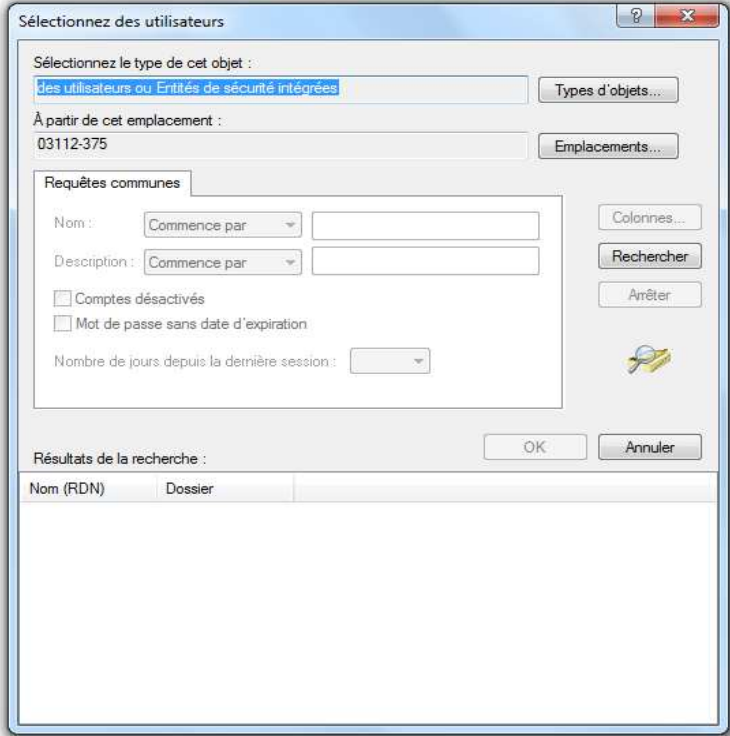 Sélectionnez des utilisateurs
Sélectionnez le type de cet objet :
des utilisateurs ou Entités de sécurité intégrées
Types d'objets...
À partir de cet emplacement :
03112-375
Emplacements...
Requêtes communes
Nom :
Commence par
Colonnes...
Description :
Commence par
Rechercher
Comptes désactivés
Arrêter
Mot de passe sans date d'expiration
Nombre de jours depuis la dernière session :
OK
Annuler
Résultats de la recherche :
Nom (RDN)
Dossier